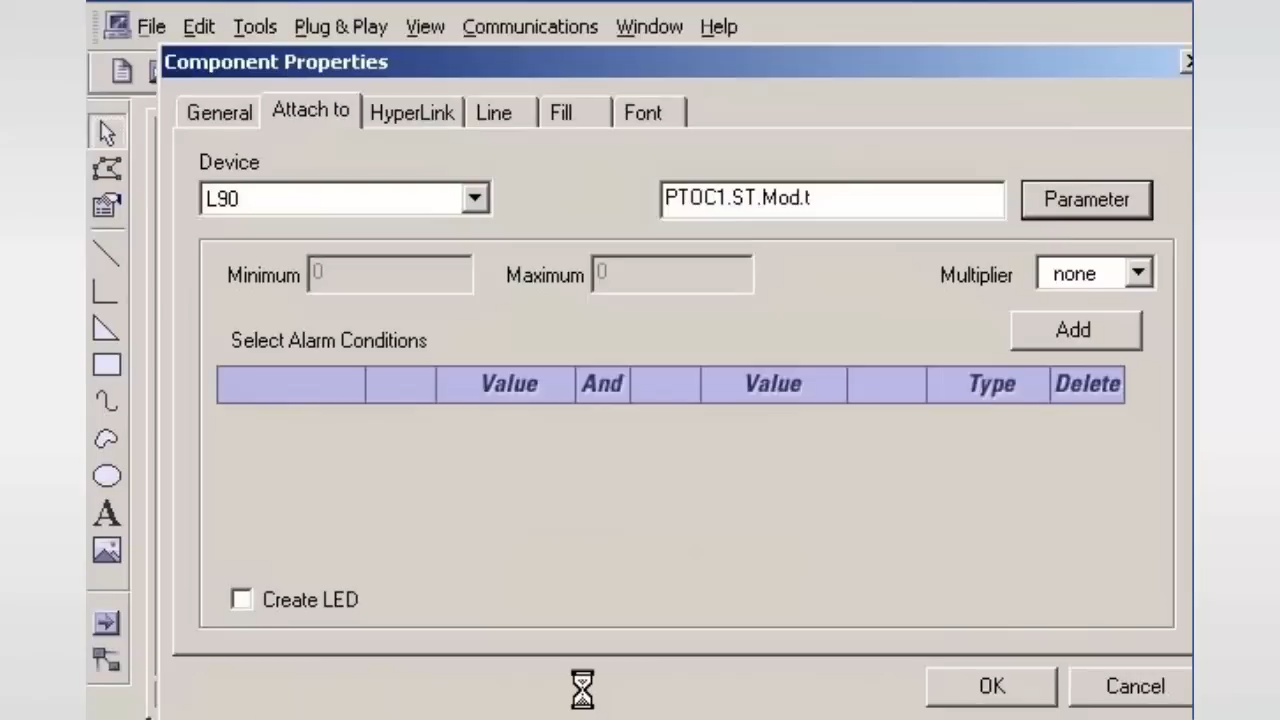 File Edit Tools Plug & Play View Communications Window Help
Component Properties
General Attach to HyperLink Line Fill Font
Device
L90 PTOC1.ST.Mod.t Parameter
Minimum 0 Maximum 0 Multiplier none
Add
Select Alarm Conditions
Value And Value Type Delete
Create LED
OK Cancel